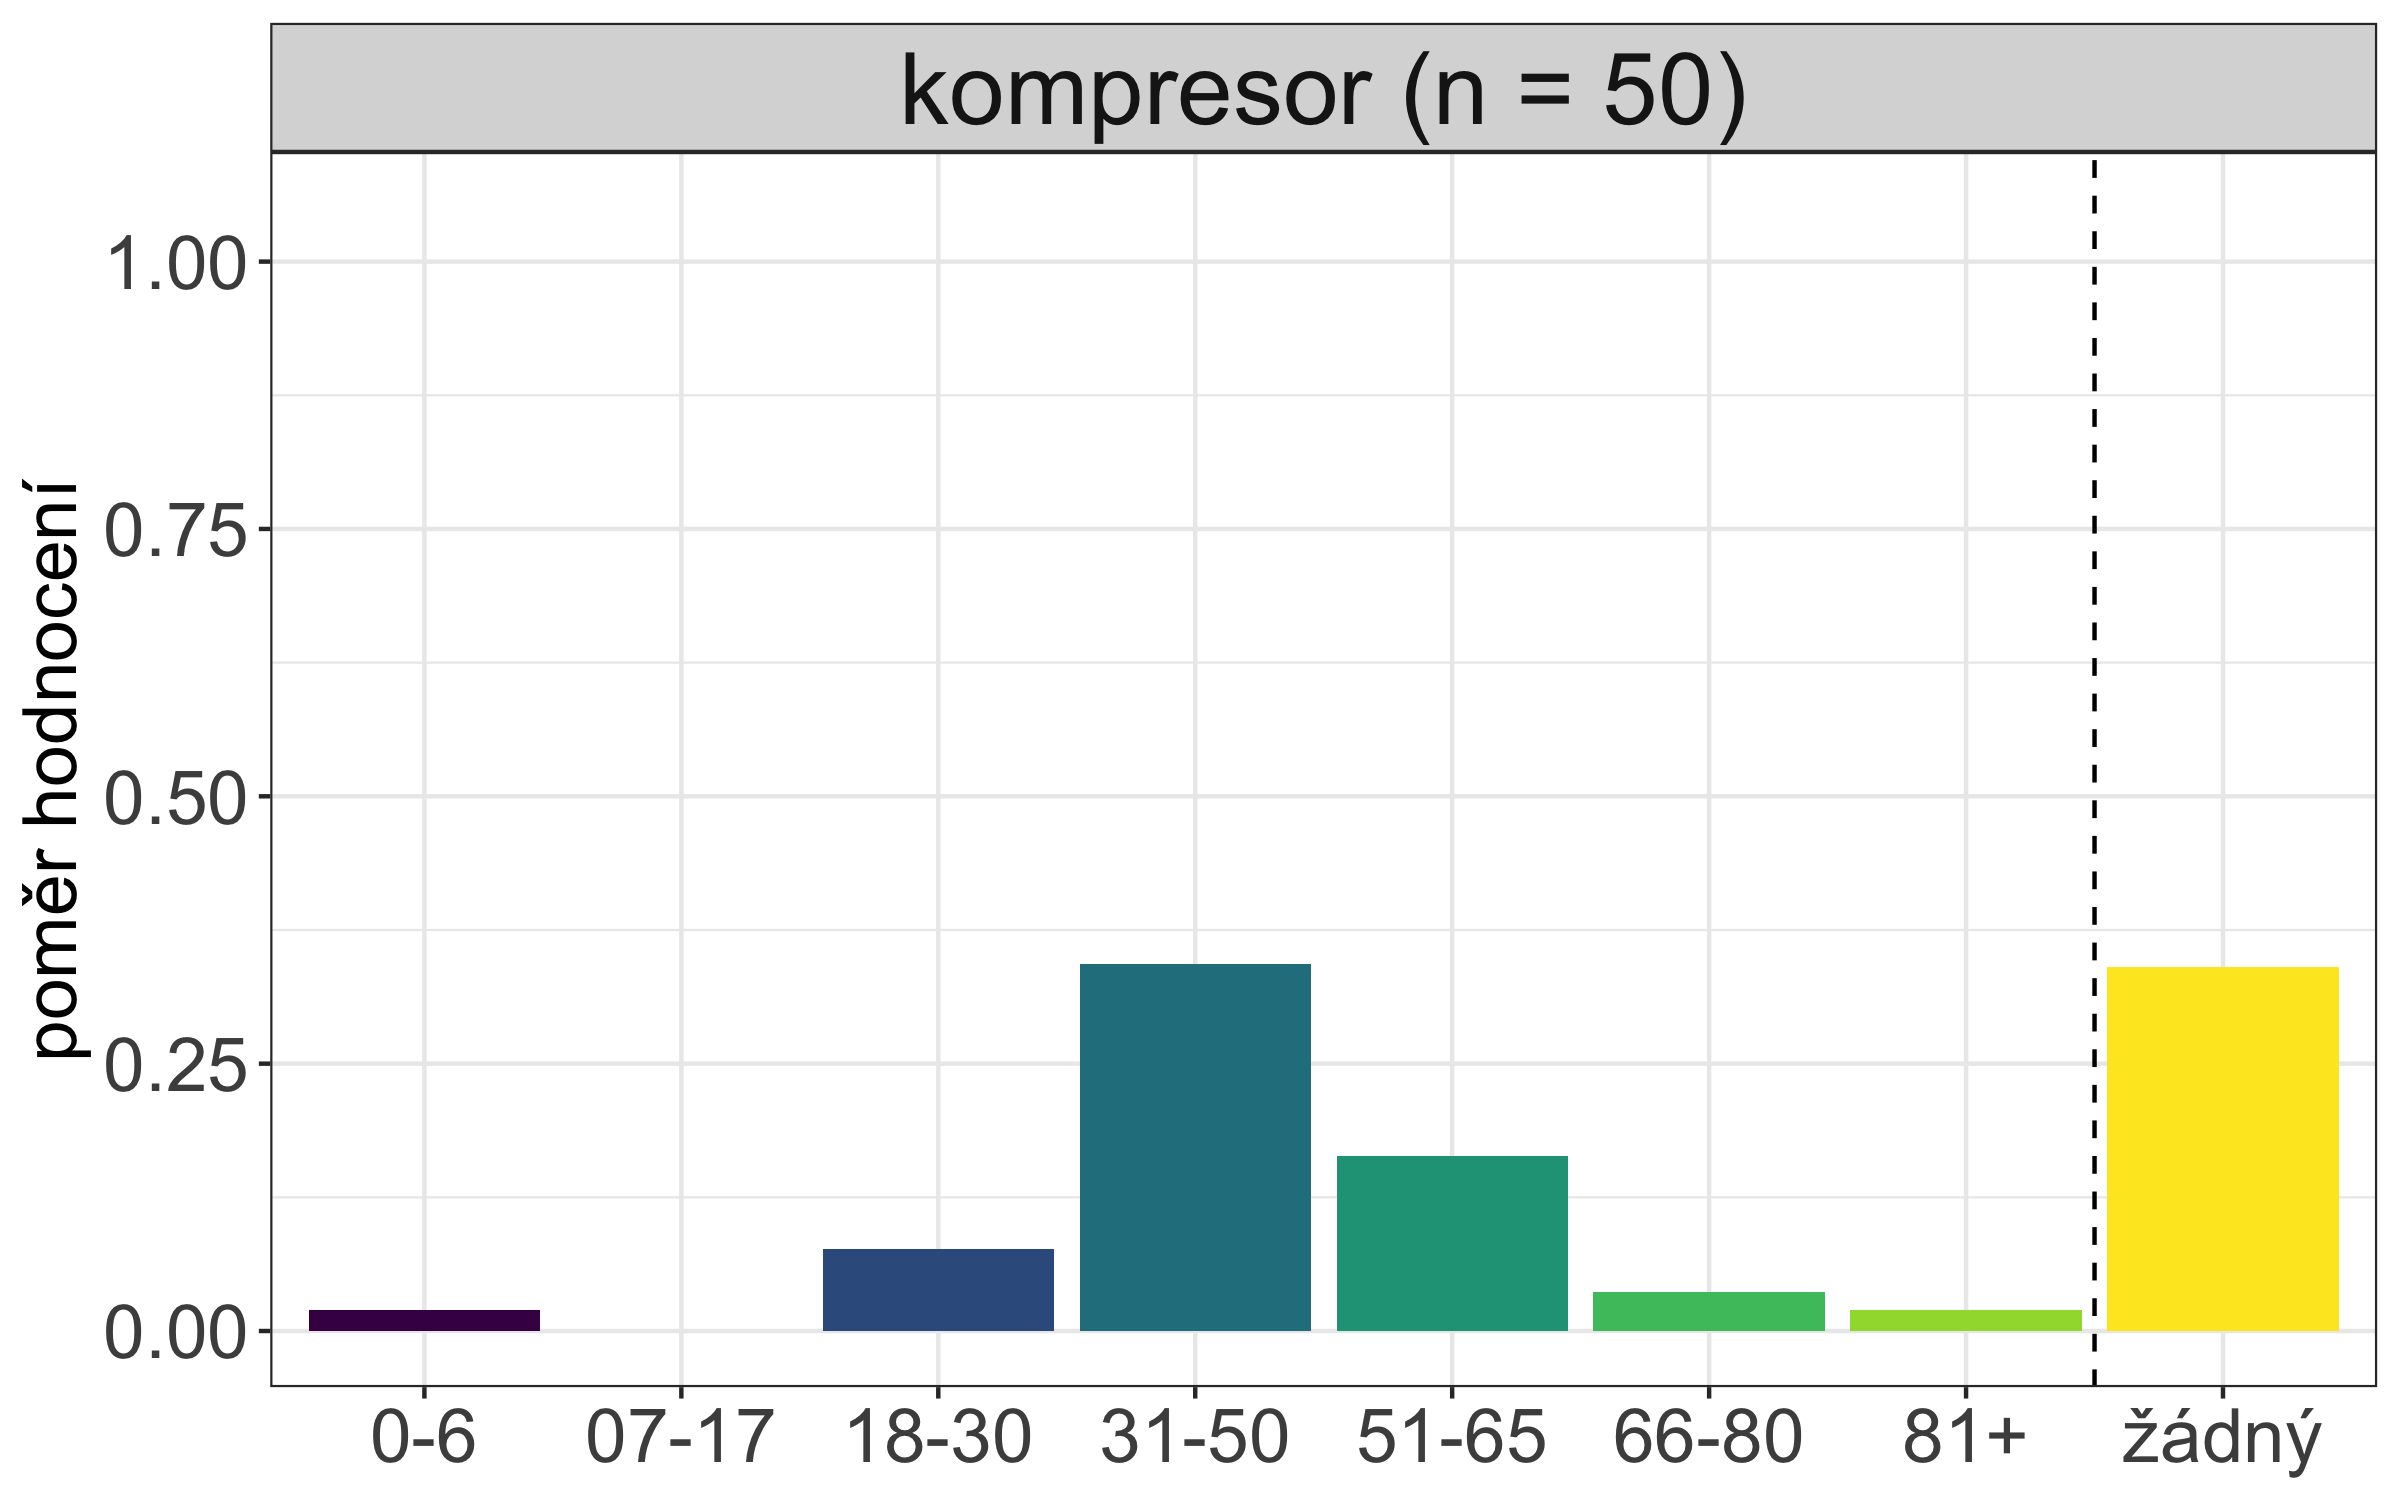 kompresor (n = 50)
poměr hodnocení
1.00
0.75
0.50
0.25
0.00
0-6 07-17 18-30 31-50 51-65 66-80 81+ žádný